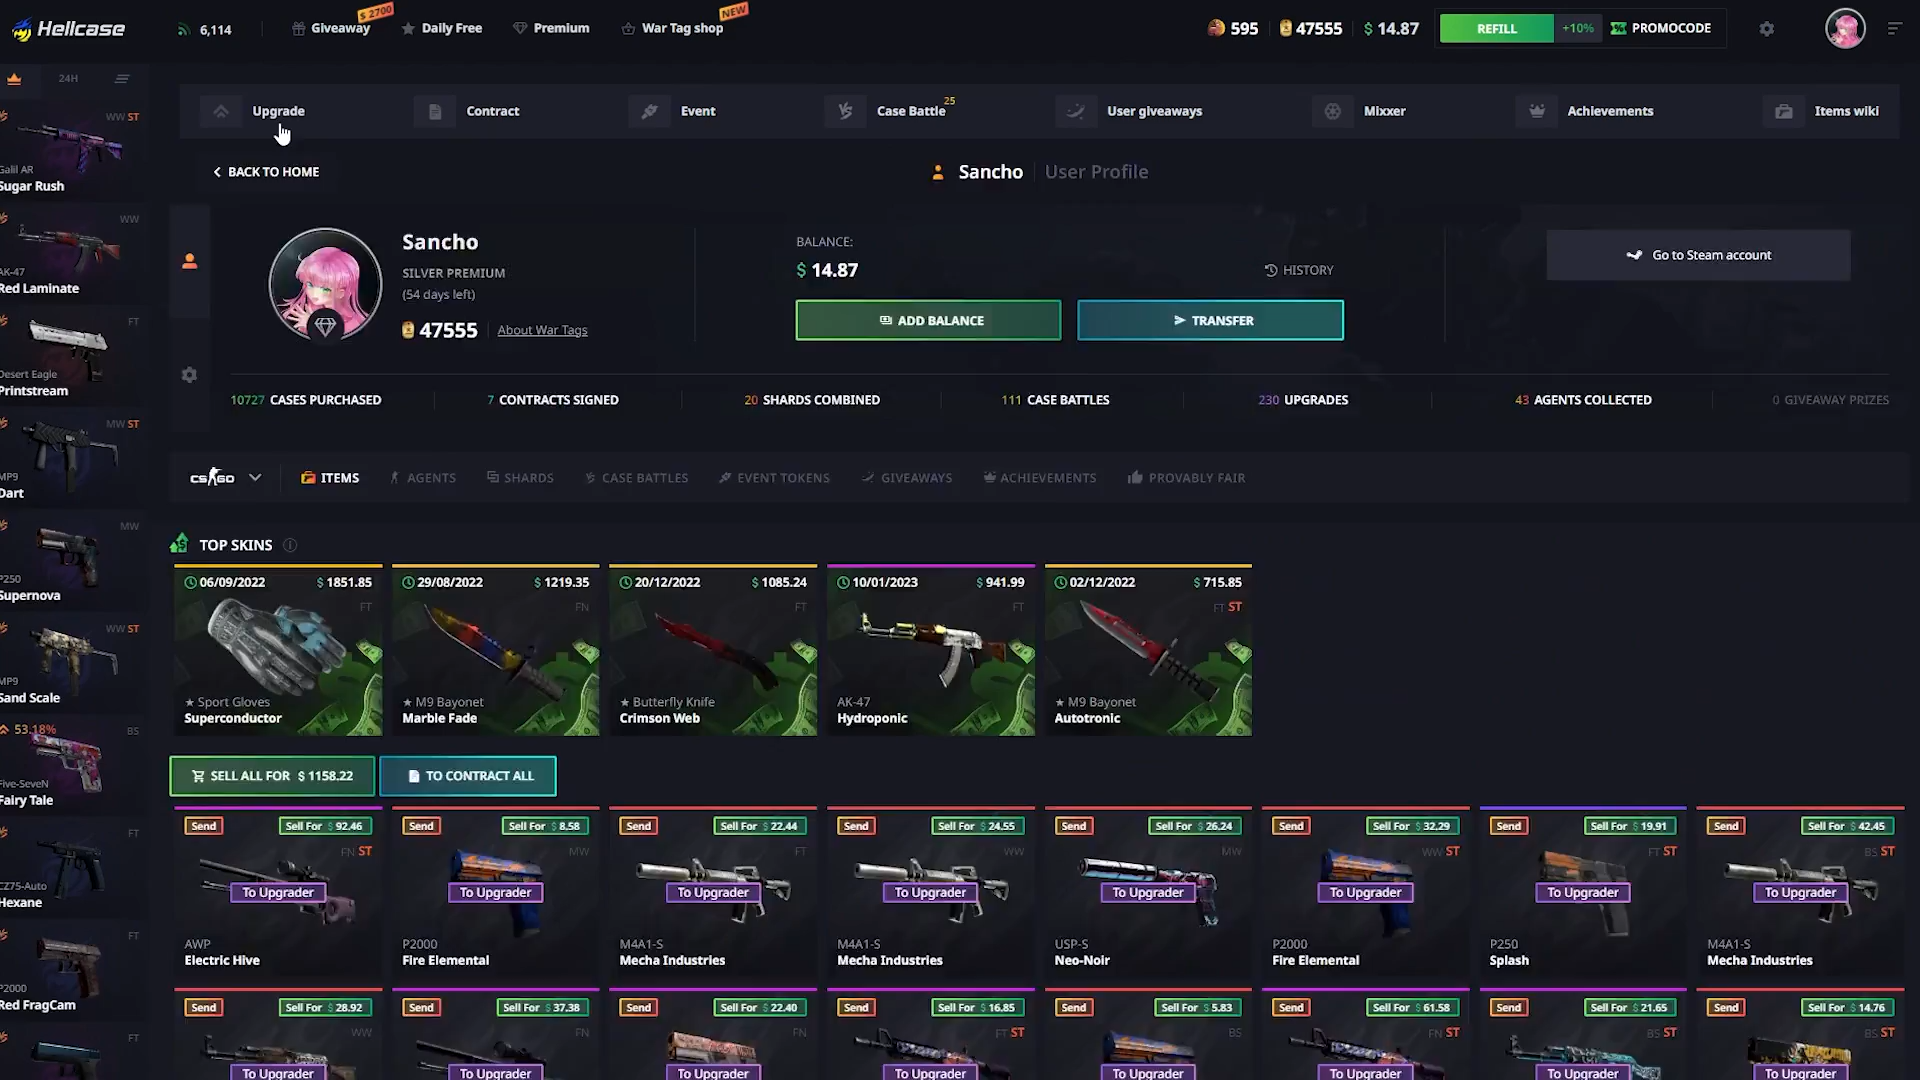 Hellcase
6,114
Giveaway
$ 2700
Daily Free
Premium
War Tag shop
NEW
595
47555
$ 14.87
REFILL
+10%
PROMOCODE
24H
Upgrade
Contract
Event
Case Battle
25
User giveaways
Mixxer
Achievements
Items wiki
BACK TO HOME
Sancho
User Profile
WW ST
Galil AR
Sugar Rush
WW
AK-47
Red Laminate
FT
Desert Eagle
Printstream
MW ST
MP9
Dart
MW
P250
Supernova
WW ST
MP9
Sand Scale
53.18%
BS
Five-SeveN
Fairy Tale
FT
CZ75-Auto
Hexane
FT
P2000
Red FragCam
FT
Sancho
SILVER PREMIUM
(54 days left)
47555
About War Tags
BALANCE:
$ 14.87
HISTORY
ADD BALANCE
TRANSFER
Go to Steam account
10727 CASES PURCHASED
7 CONTRACTS SIGNED
20 SHARDS COMBINED
111 CASE BATTLES
230 UPGRADES
43 AGENTS COLLECTED
0 GIVEAWAY PRIZES
CS:GO
ITEMS
AGENTS
SHARDS
CASE BATTLES
EVENT TOKENS
GIVEAWAYS
ACHIEVEMENTS
PROVABLY FAIR
TOP SKINS
06/09/2022 $ 1851.85
FT
★ Sport Gloves
Superconductor
29/08/2022 $ 1219.35
FN
★ M9 Bayonet
Marble Fade
20/12/2022 $ 1085.24
FT
★ Butterfly Knife
Crimson Web
10/01/2023 $ 941.99
FT
AK-47
Hydroponic
02/12/2022 $ 715.85
FT ST
★ M9 Bayonet
Autotronic
SELL ALL FOR $ 1158.22
TO CONTRACT ALL
Send Sell For $ 92.46
FN ST
To Upgrader
AWP
Electric Hive
Send Sell For $ 8.58
MW
To Upgrader
P2000
Fire Elemental
Send Sell For $ 22.44
FT
To Upgrader
M4A1-S
Mecha Industries
Send Sell For $ 24.55
WW
To Upgrader
M4A1-S
Mecha Industries
Send Sell For $ 26.24
MW
To Upgrader
USP-S
Neo-Noir
Send Sell For $ 32.29
WW ST
To Upgrader
P2000
Fire Elemental
Send Sell For $ 19.91
FT ST
To Upgrader
P250
Splash
Send Sell For $ 42.45
BS ST
To Upgrader
M4A1-S
Mecha Industries
Send Sell For $ 28.92
WW
To Upgrader
Send Sell For $ 37.38
FN
To Upgrader
Send Sell For $ 22.40
FN
To Upgrader
Send Sell For $ 16.85
FT ST
To Upgrader
Send Sell For $ 5.83
BS
To Upgrader
Send Sell For $ 61.58
FN ST
To Upgrader
Send Sell For $ 21.65
BS ST
To Upgrader
Send Sell For $ 14.76
BS ST
To Upgrader